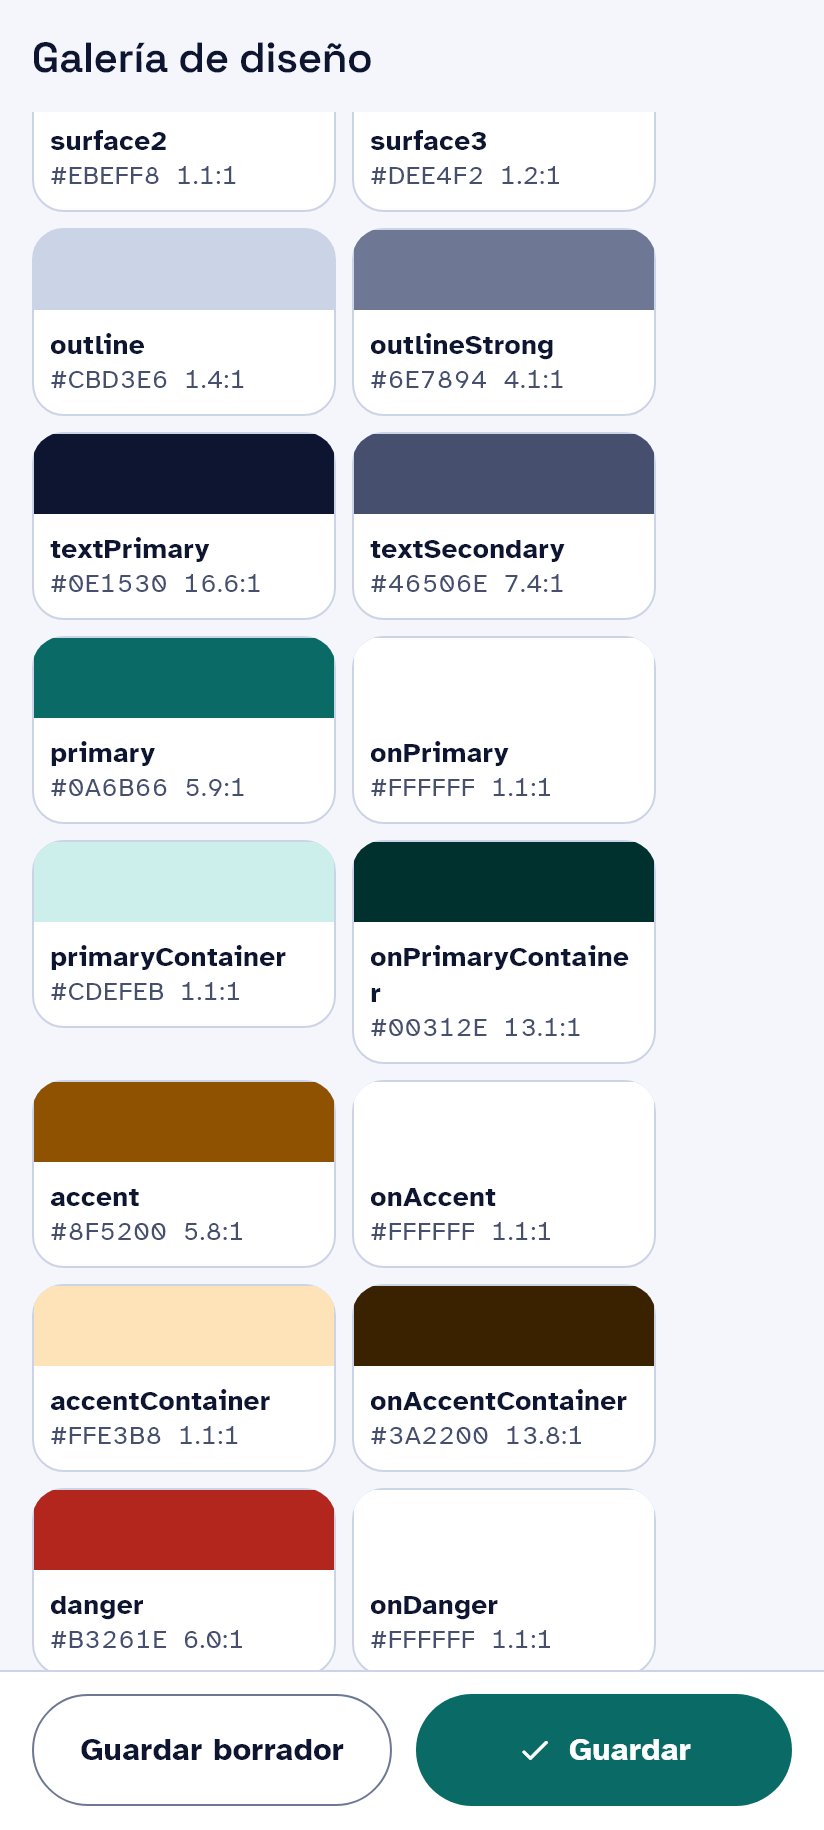 Galería de diseño
surface2
#EBEFF8 1.1:1
surface3
#DEE4F2 1.2:1
outline
#CBD3E6 1.4:1
outlineStrong
#6E7894 4.1:1
textPrimary
#0E1530 16.6:1
textSecondary
#46506E 7.4:1
primary
#0A6B66 5.9:1
onPrimary
#FFFFFF 1.1:1
primaryContainer
#CDEFEB 1.1:1
onPrimaryContaine
r
#00312E 13.1:1
accent
#8F5200 5.8:1
onAccent
#FFFFFF 1.1:1
accentContainer
#FFE3B8 1.1:1
onAccentContainer
#3A2200 13.8:1
danger
#B3261E 6.0:1
onDanger
#FFFFFF 1.1:1
Guardar borrador
Guardar